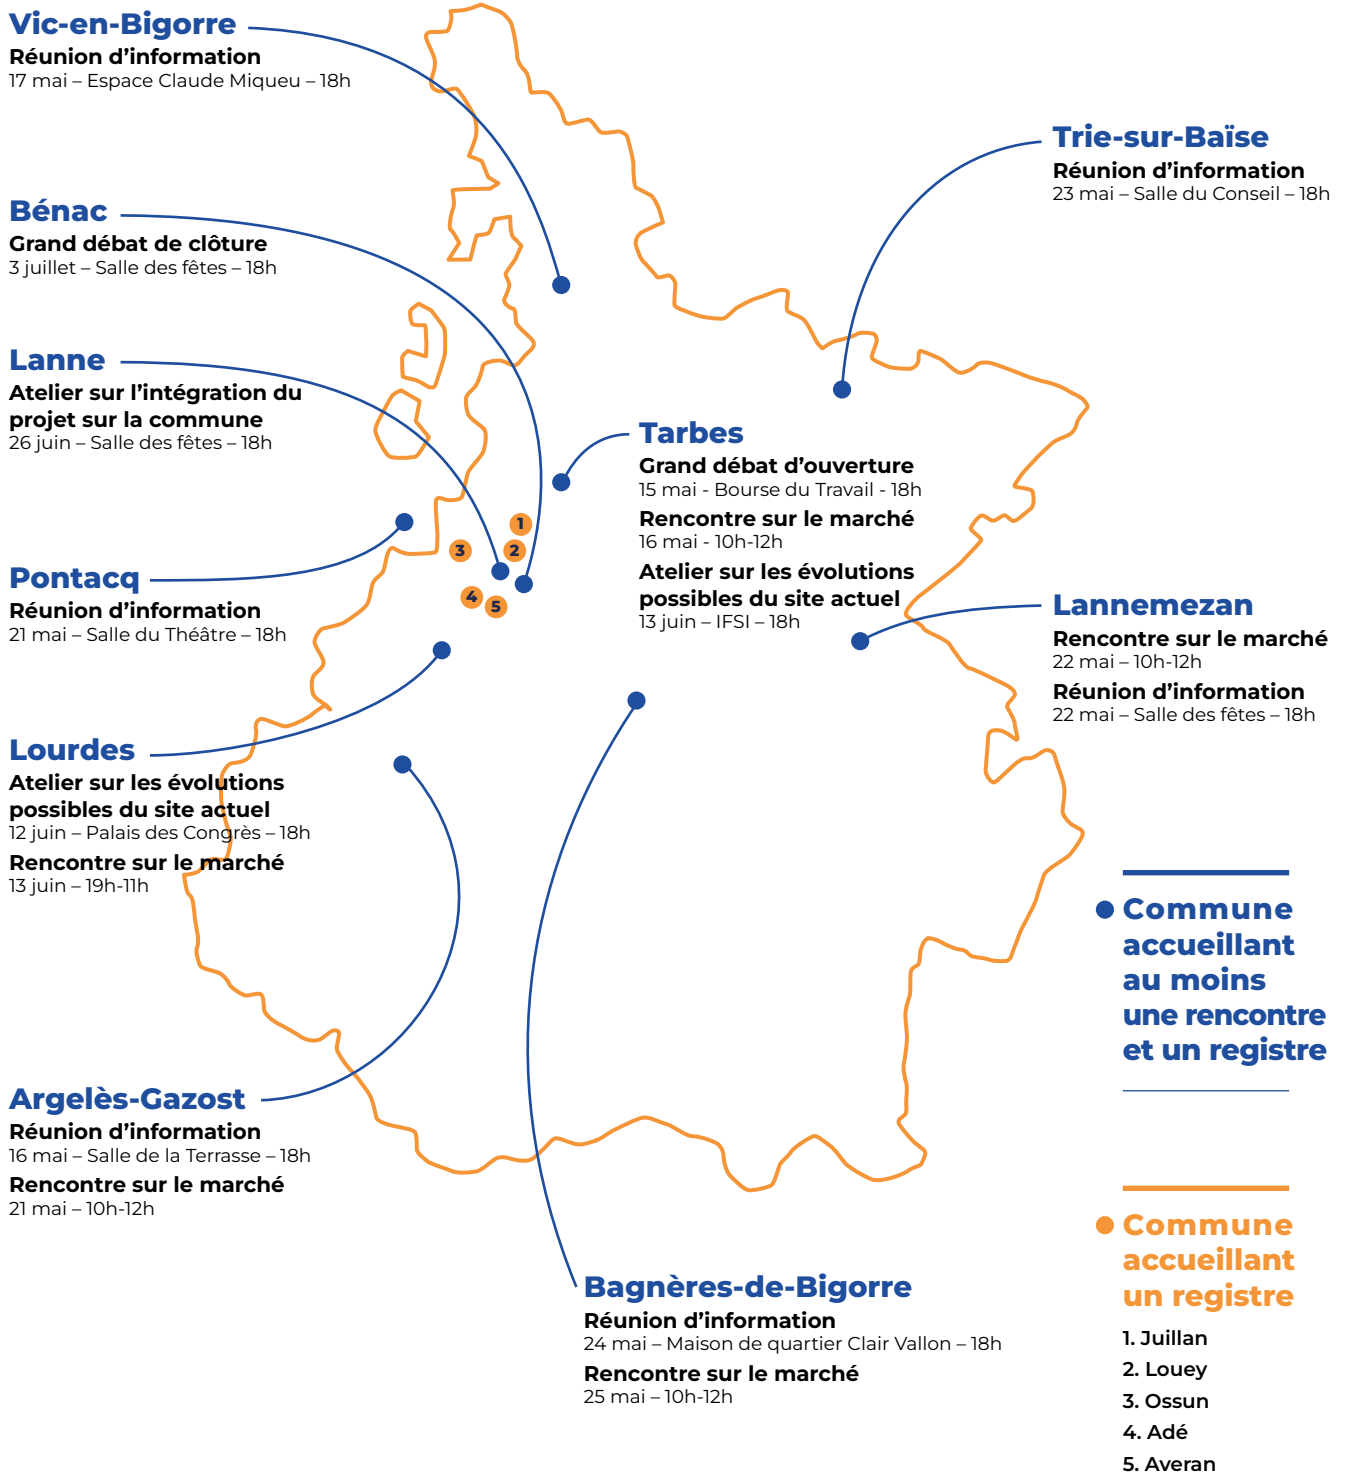 Vic-en-Bigorre
Réunion d’information
17 mai – Espace Claude Miqueu – 18h
Trie-sur-Baïse
Réunion d’information
23 mai – Salle du Conseil – 18h
Bénac
Grand débat de clôture
3 juillet – Salle des fêtes – 18h
Lanne
Atelier sur l’intégration du
projet sur la commune
26 juin – Salle des fêtes – 18h
Tarbes
Grand débat d’ouverture
15 mai - Bourse du Travail - 18h
Rencontre sur le marché
16 mai - 10h-12h
Atelier sur les évolutions
possibles du site actuel
13 juin – IFSI – 18h
1
2
3
4
5
Pontacq
Réunion d’information
21 mai – Salle du Théâtre – 18h
Lannemezan
Rencontre sur le marché
22 mai – 10h-12h
Réunion d’information
22 mai – Salle des fêtes – 18h
Lourdes
Atelier sur les évolutions
possibles du site actuel
12 juin – Palais des Congrès – 18h
Rencontre sur le marché
13 juin – 19h-11h
Argelès-Gazost
Réunion d’information
16 mai – Salle de la Terrasse – 18h
Rencontre sur le marché
21 mai – 10h-12h
Bagnères-de-Bigorre
Réunion d’information
24 mai – Maison de quartier Clair Vallon – 18h
Rencontre sur le marché
25 mai – 10h-12h
Commune
accueillant
au moins
une rencontre
et un registre
Commune
accueillant
un registre
1. Juillan
2. Louey
3. Ossun
4. Adé
5. Averan